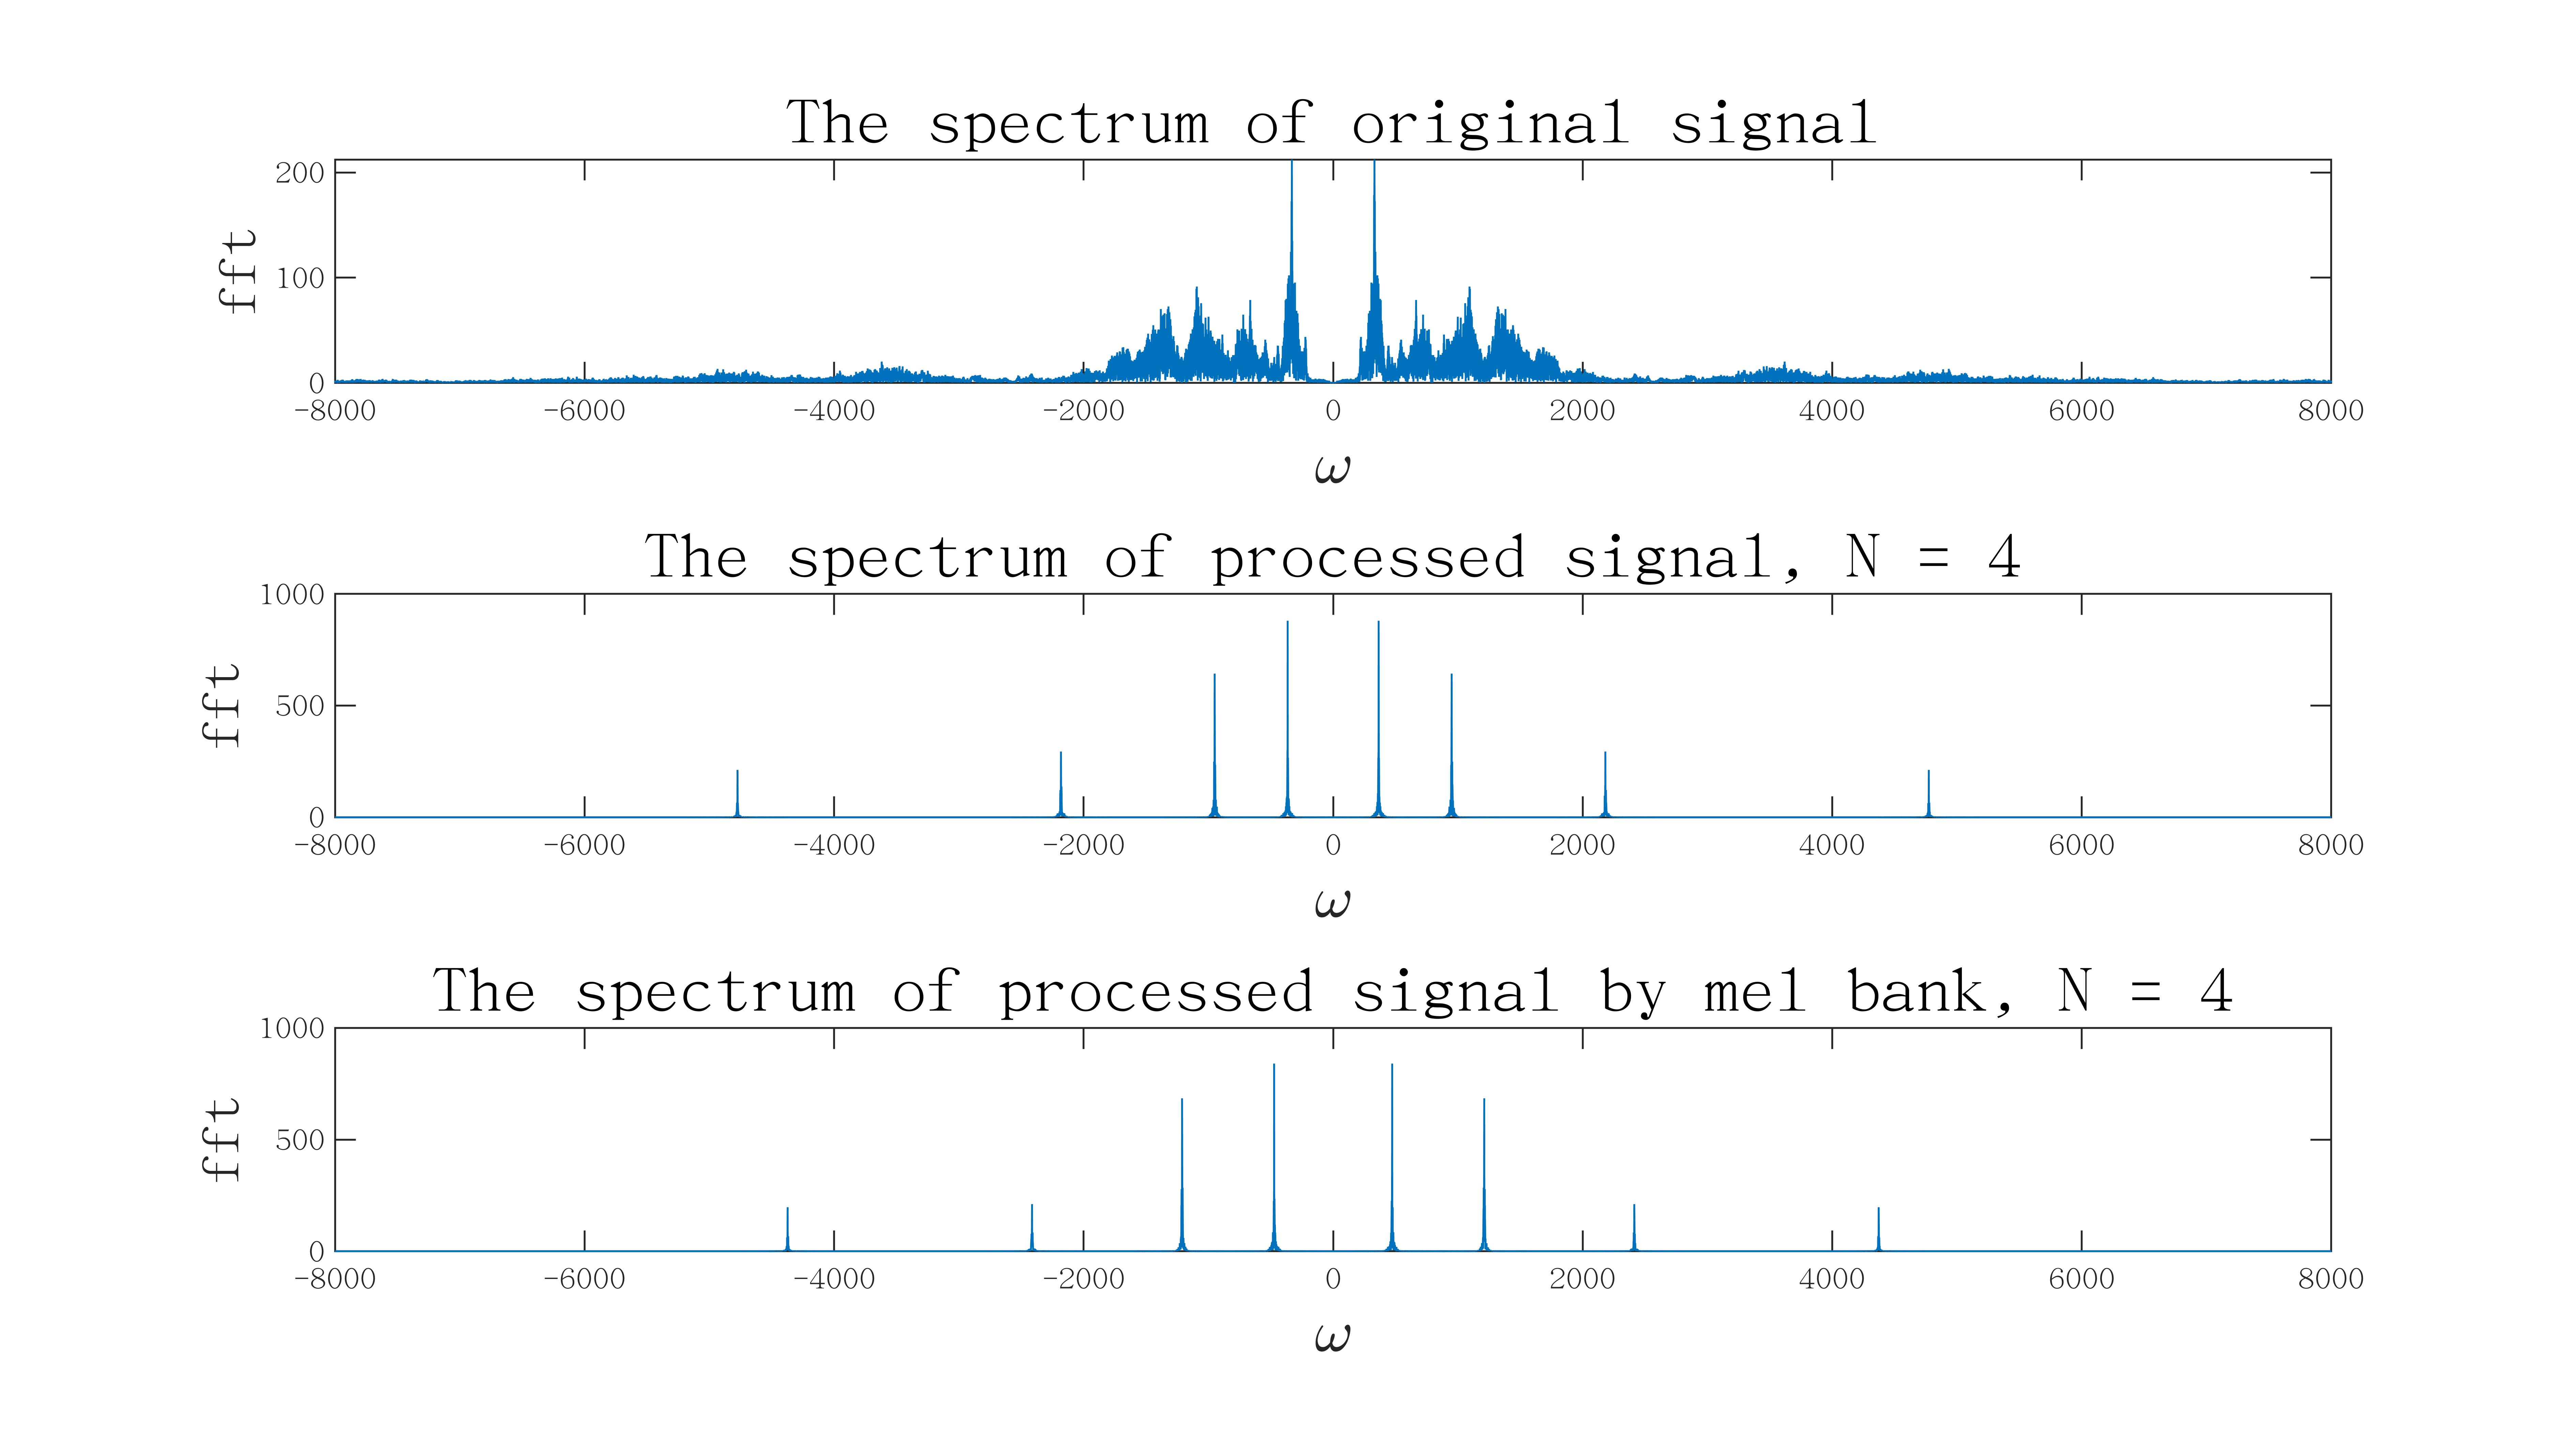 The spectrum of original signal
fft
200
100
0
-8000 -6000 -4000 -2000 0 2000 4000 6000 8000
ω
The spectrum of processed signal, N = 4
fft
1000
500
0
-8000 -6000 -4000 -2000 0 2000 4000 6000 8000
ω
The spectrum of processed signal by mel bank, N = 4
fft
1000
500
0
-8000 -6000 -4000 -2000 0 2000 4000 6000 8000
ω